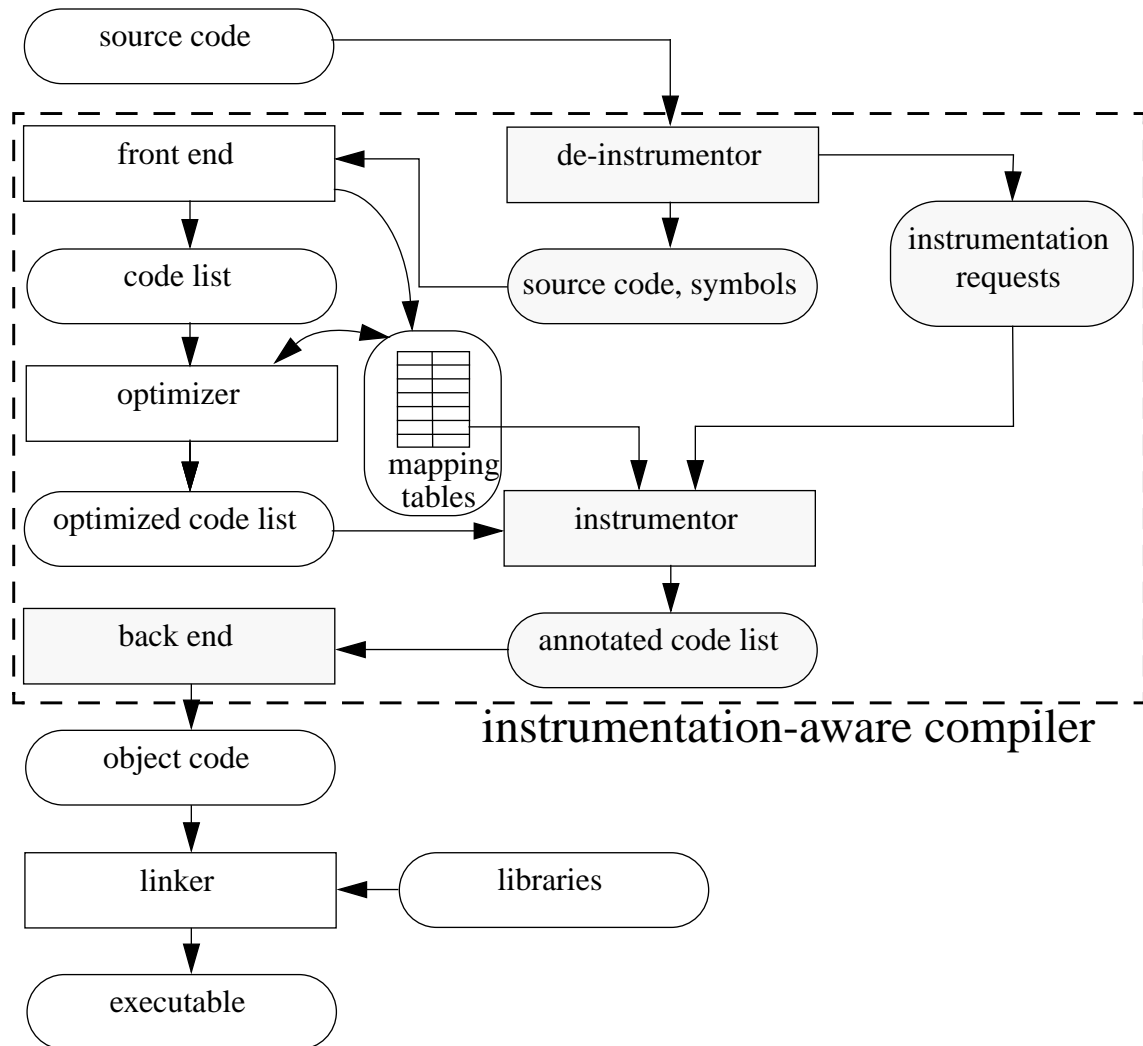 source code
front end
de-instrumentor
instrumentation
requests
code list
source code, symbols
optimizer
mapping
tables
optimized code list
instrumentor
back end
annotated code list
instrumentation-aware compiler
object code
linker
libraries
executable